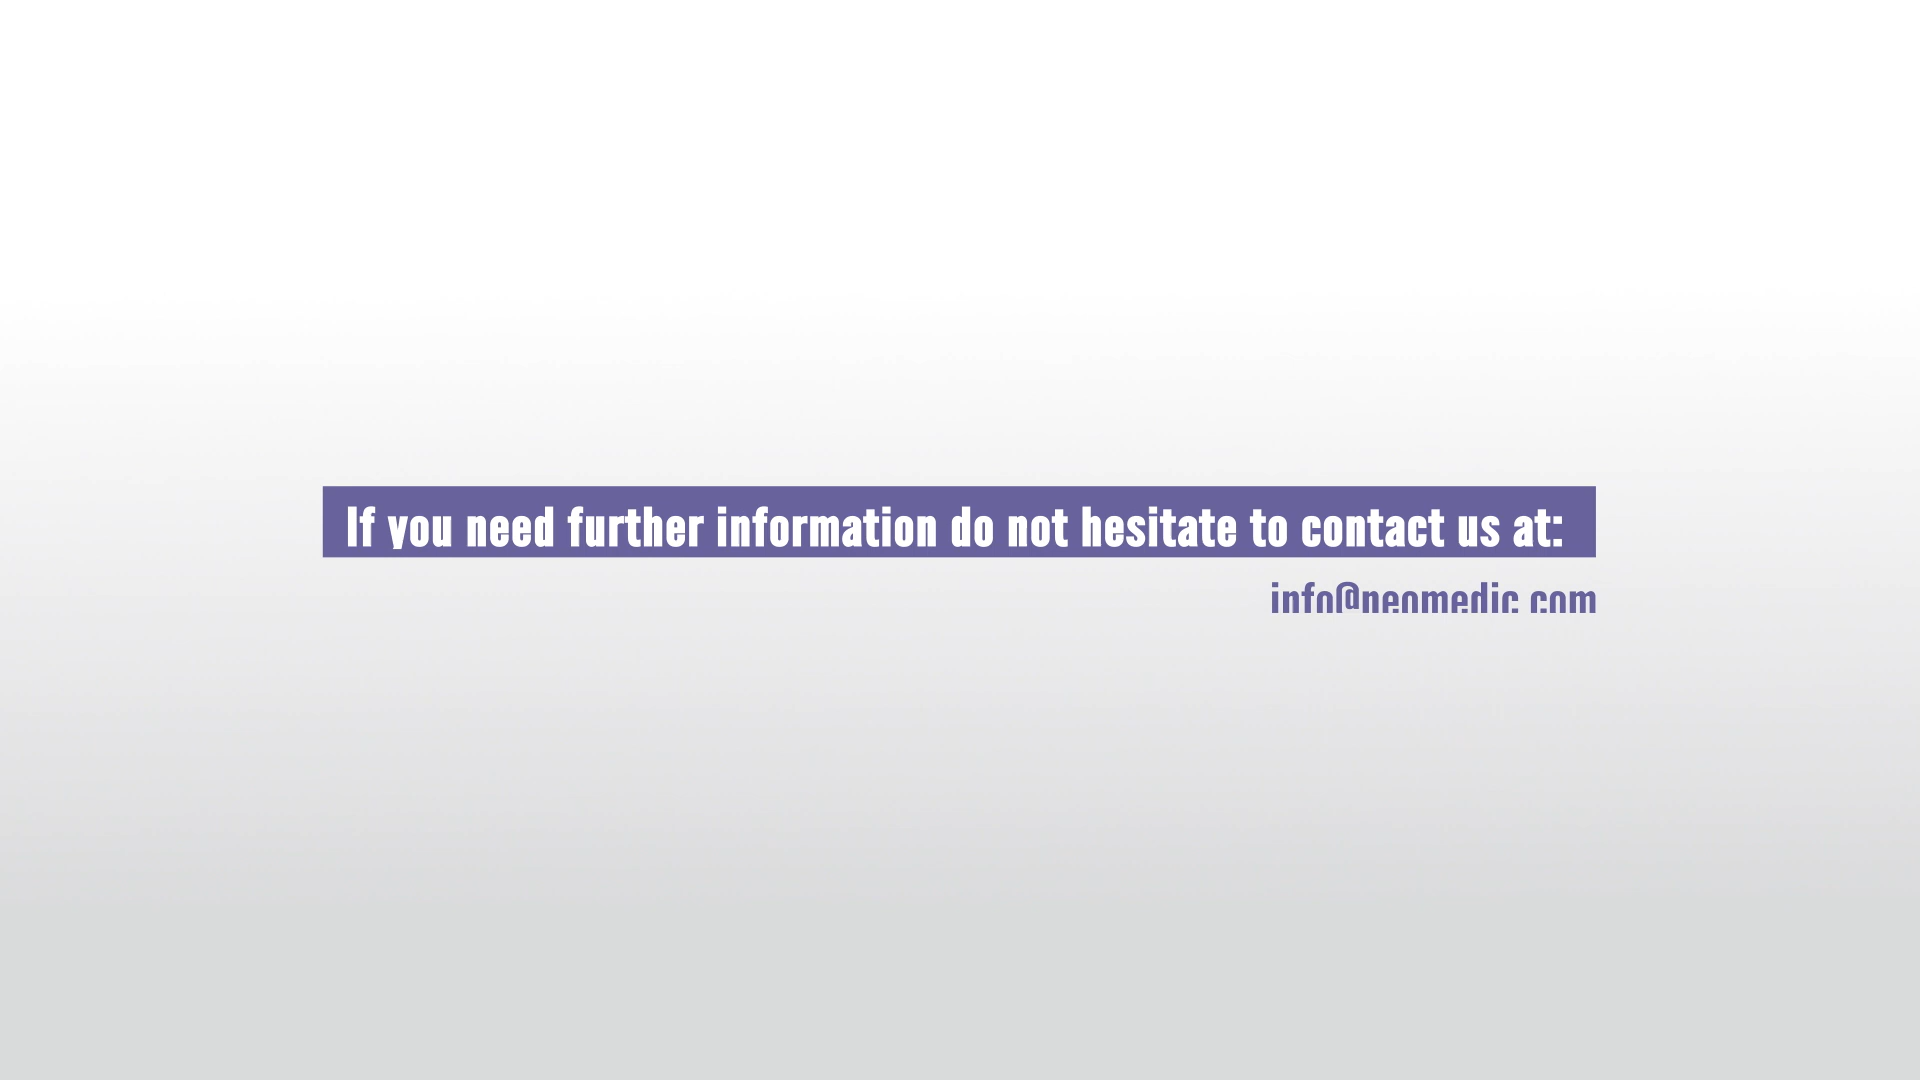 If you need further information do not hesitate to contact us at:
info@neomedic.com